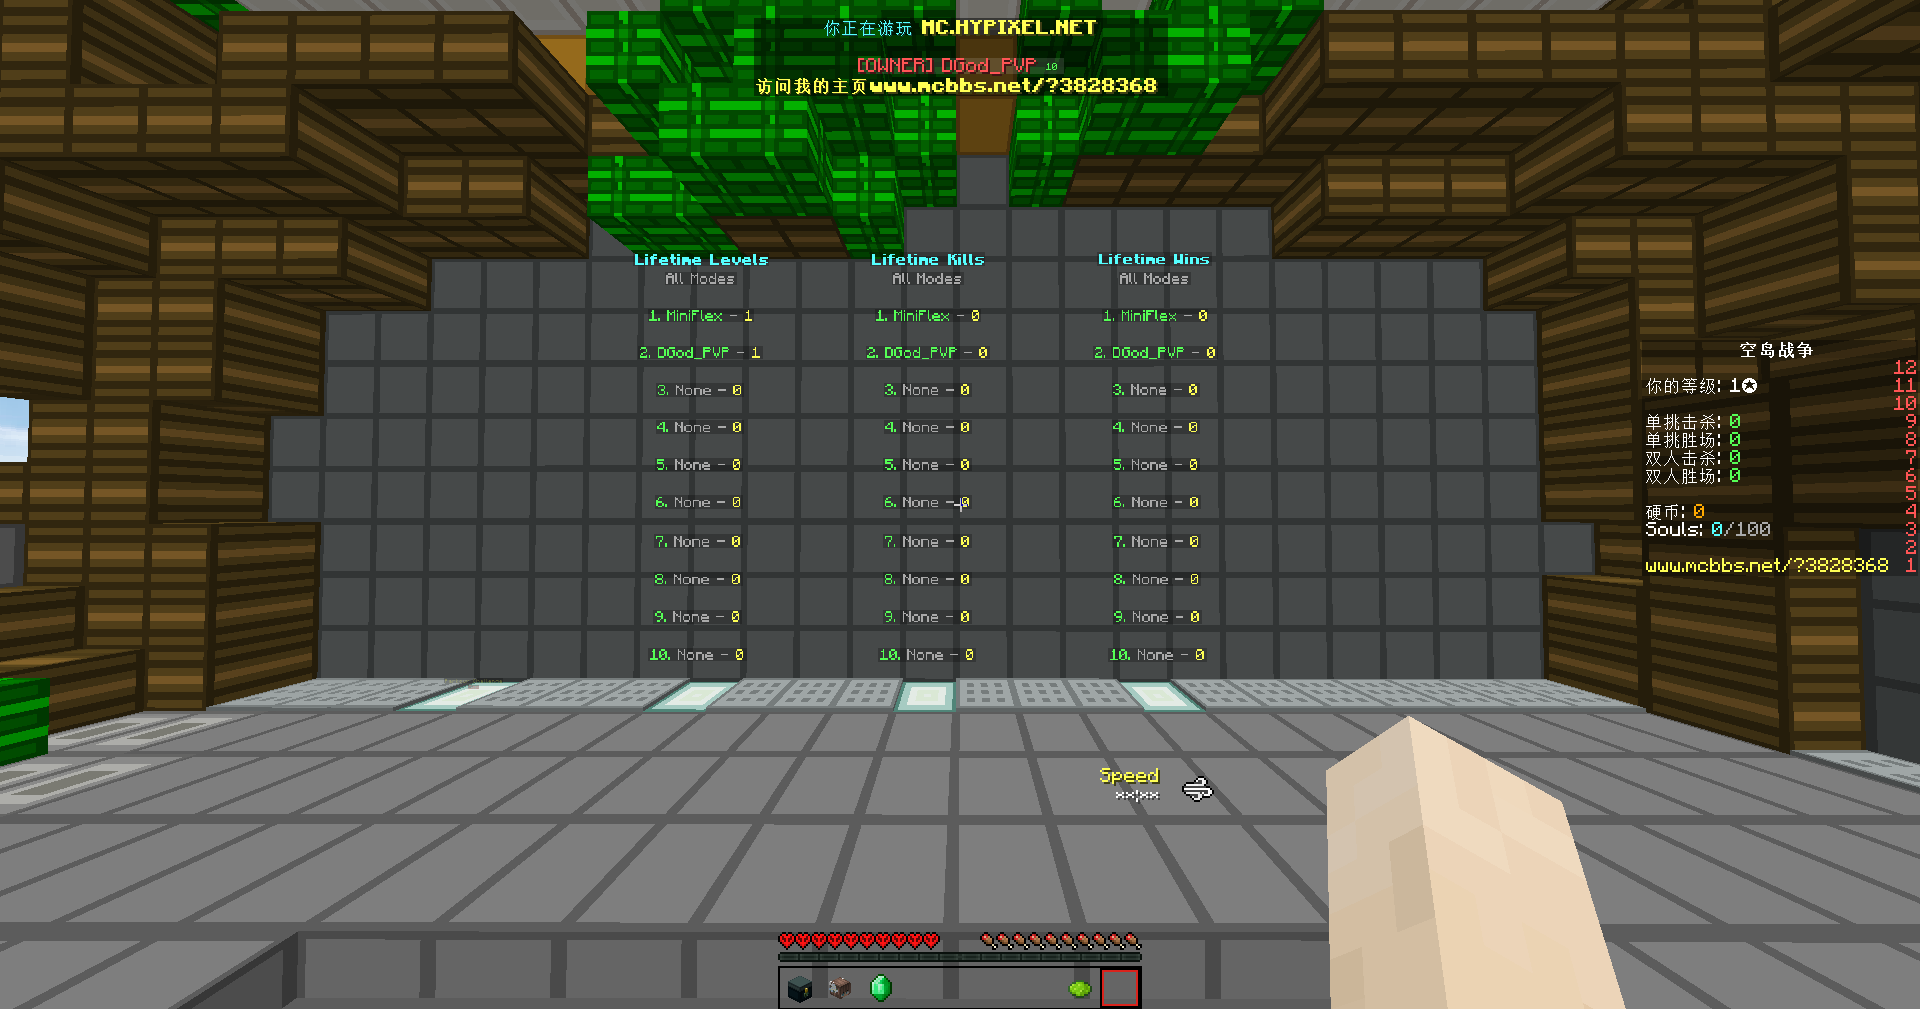 你正在游玩 MC.HYPIXEL.NET
[OWNER] DGod_PVP 10
访问我的主页www.mcbbs.net/?3828368
Lifetime Levels
All Modes
1. MiniFlex - 1
2. DGod_PVP - 1
3. None - 0
4. None - 0
5. None - 0
6. None - 0
7. None - 0
8. None - 0
9. None - 0
10. None - 0
Lifetime Kills
All Modes
1. MiniFlex - 0
2. DGod_PVP - 0
3. None - 0
4. None - 0
5. None - 0
6. None - 0
7. None - 0
8. None - 0
9. None - 0
10. None - 0
Lifetime Wins
All Modes
1. MiniFlex - 0
2. DGod_PVP - 0
3. None - 0
4. None - 0
5. None - 0
6. None - 0
7. None - 0
8. None - 0
9. None - 0
10. None - 0
空岛战争
12
你的等级: 1✪ 11
10
单挑击杀: 0 9
单挑胜场: 0 8
双人击杀: 0 7
双人胜场: 0 6
5
硬币: 0 4
Souls: 0/100 3
2
www.mcbbs.net/?3828368 1
Speed
xx:xx